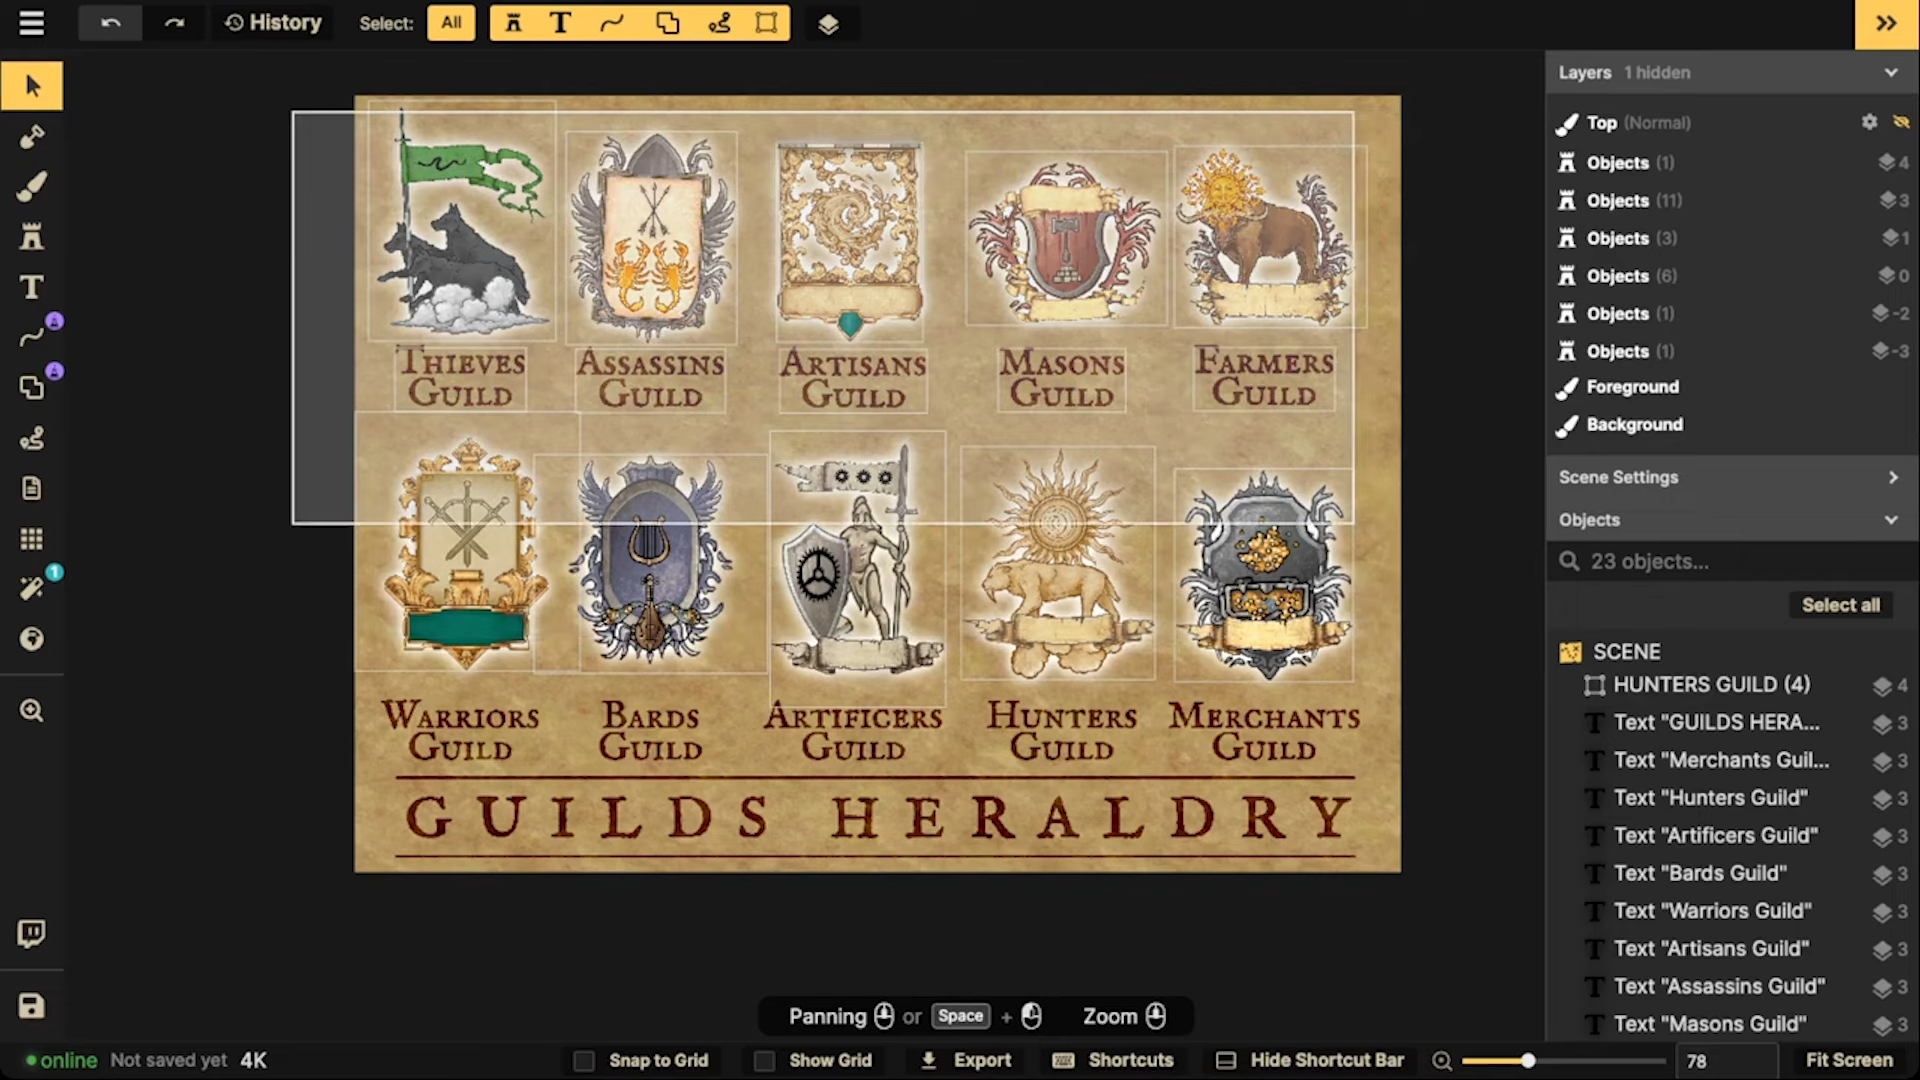 History
Select:
All
Layers 1 hidden
Top (Normal)
Objects (1) 4
Objects (11) 3
Objects (3) 1
Objects (6) 0
Objects (1) -2
Objects (1) -3
Foreground
Background
Scene Settings
Objects
23 objects...
Select all
SCENE
HUNTERS GUILD (4) 4
Text "GUILDS HERA... 3
Text "Merchants Guil... 3
Text "Hunters Guild" 3
Text "Artificers Guild" 3
Text "Bards Guild" 3
Text "Warriors Guild" 3
Text "Artisans Guild" 3
Text "Assassins Guild" 3
Text "Masons Guild" 3
1
THIEVES ASSASSINS ARTISANS MASONS FARMERS
GUILD GUILD GUILD GUILD GUILD
WARRIORS BARDS ARTIFICERS HUNTERS MERCHANTS
GUILD GUILD GUILD GUILD GUILD
GUILDS HERALDRY
Panning or Space + Zoom
online Not saved yet 4K Snap to Grid Show Grid Export Shortcuts Hide Shortcut Bar 78 Fit Screen